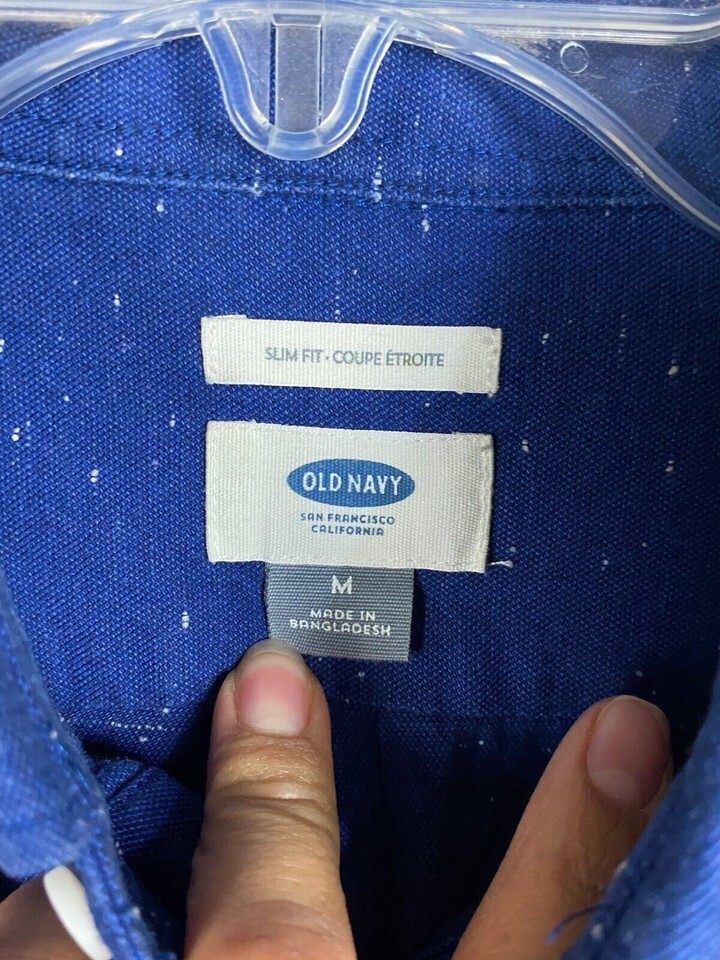 SLIM FIT · COUPE ÉTROITE
OLD NAVY
SAN FRANCISCO
CALIFORNIA
M
MADE IN
BANGLADESH